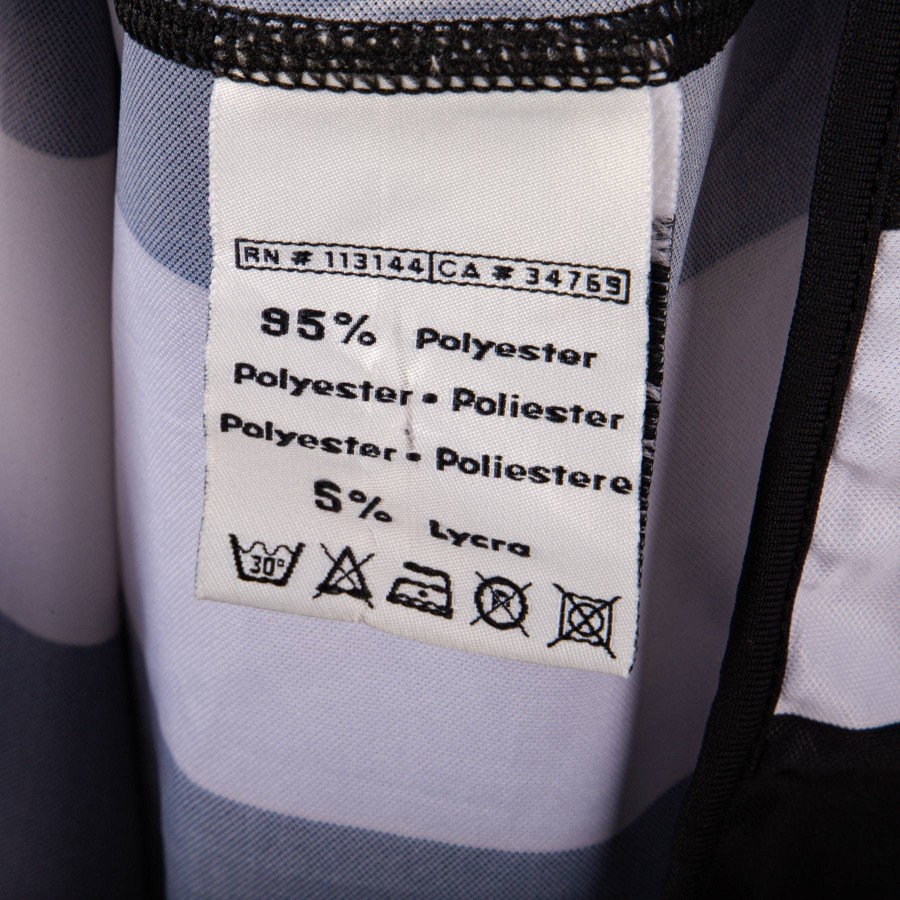 RN # 113144 CA # 34769
95% Polyester
Polyester • Poliester
Polyester • Poliestere
5% Lycra
30°
P